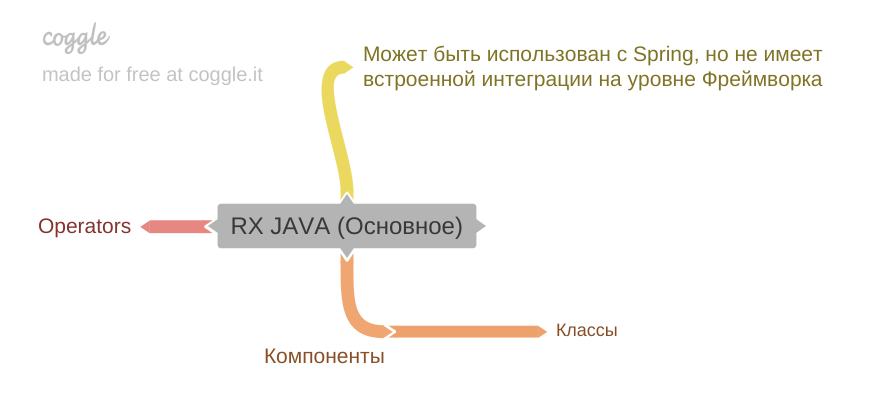 coggle
made for free at coggle.it
Может быть использован с Spring, но не имеет
встроенной интеграции на уровне Фреймворка
Operators
RX JAVA (Основное)
Классы
Компоненты